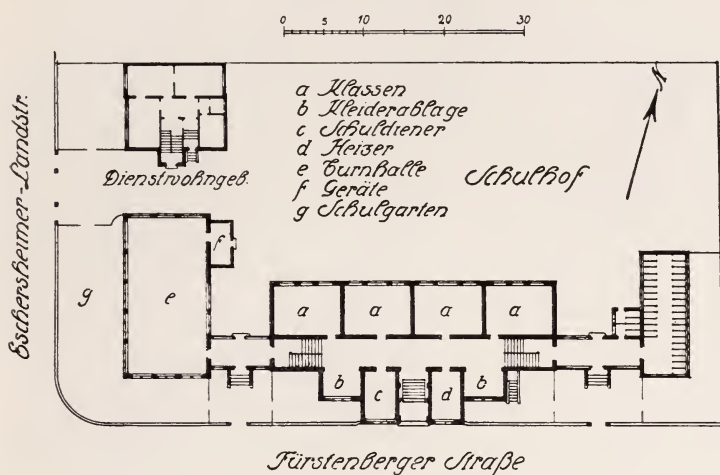 0 5 10 20 30
a Klassen
b Kleiderablage
c Schuldiener
d Heizer
e Turnhalle
f Geräte
g Schulgarten
N
Schulhof
Dienstwohngeb.
Eschersheimer-Landstr.
f
g
e
a a a a
b b
c d
Fürstenberger Straße